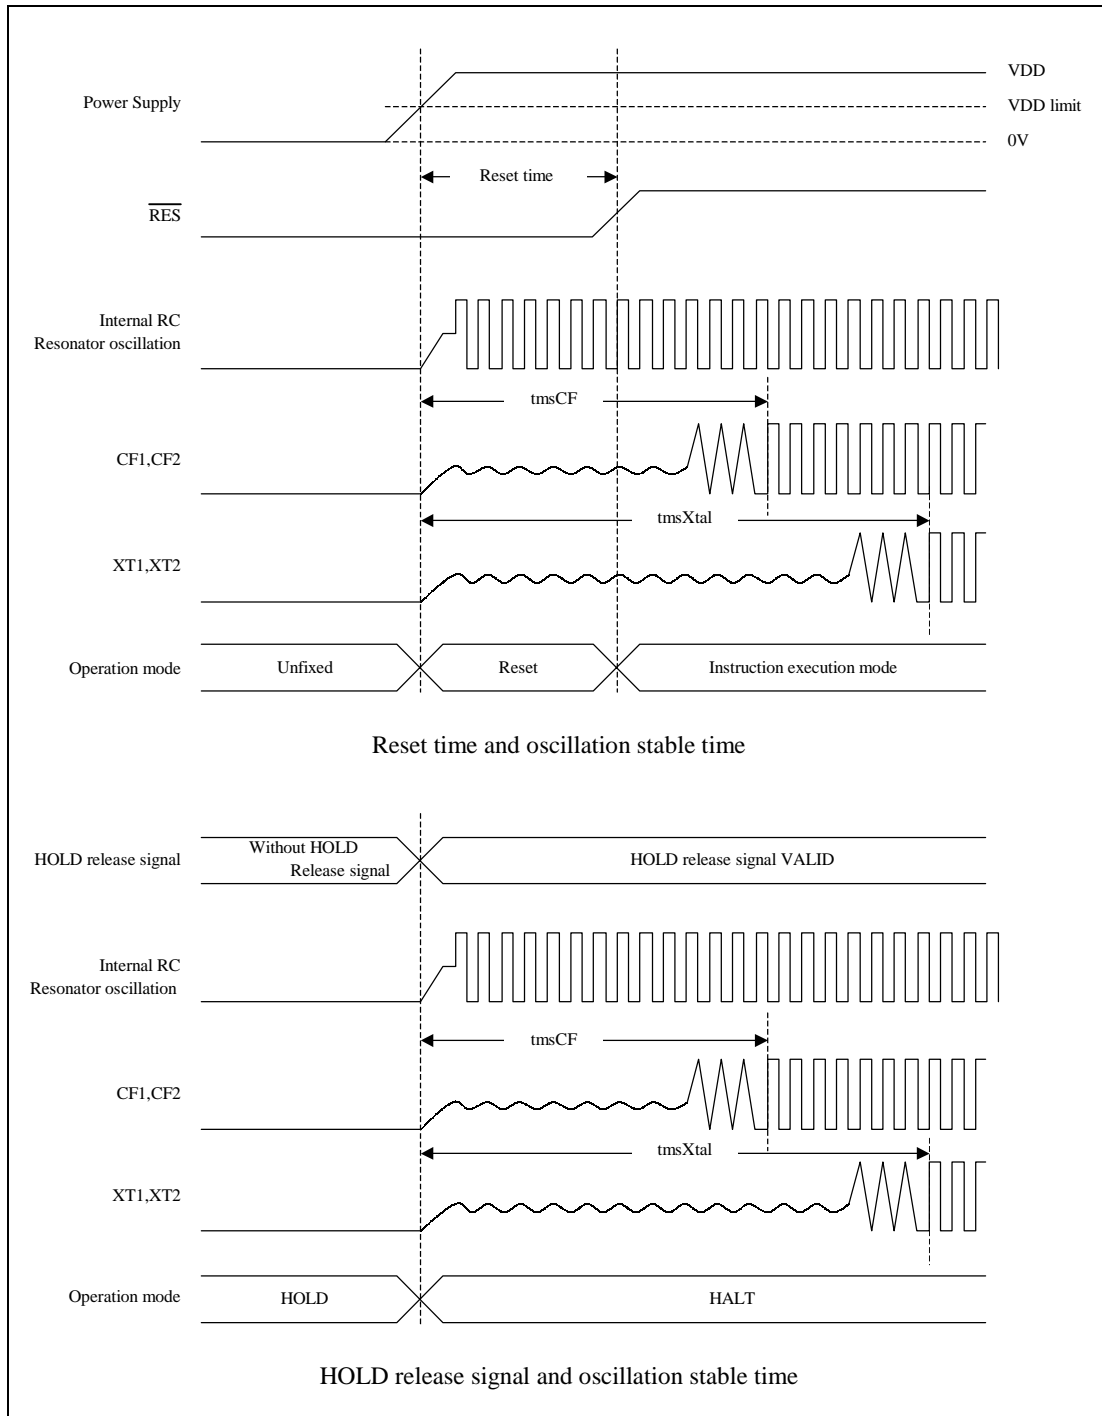 VDD
Power Supply
VDD limit
0V
Reset time
RES
Internal RC
Resonator oscillation
tmsCF
CF1,CF2
tmsXtal
XT1,XT2
Operation mode
Unfixed
Reset
Instruction execution mode
Reset time and oscillation stable time
HOLD release signal
Without HOLD
Release signal
HOLD release signal VALID
Internal RC
Resonator oscillation
tmsCF
CF1,CF2
tmsXtal
XT1,XT2
Operation mode
HOLD
HALT
HOLD release signal and oscillation stable time